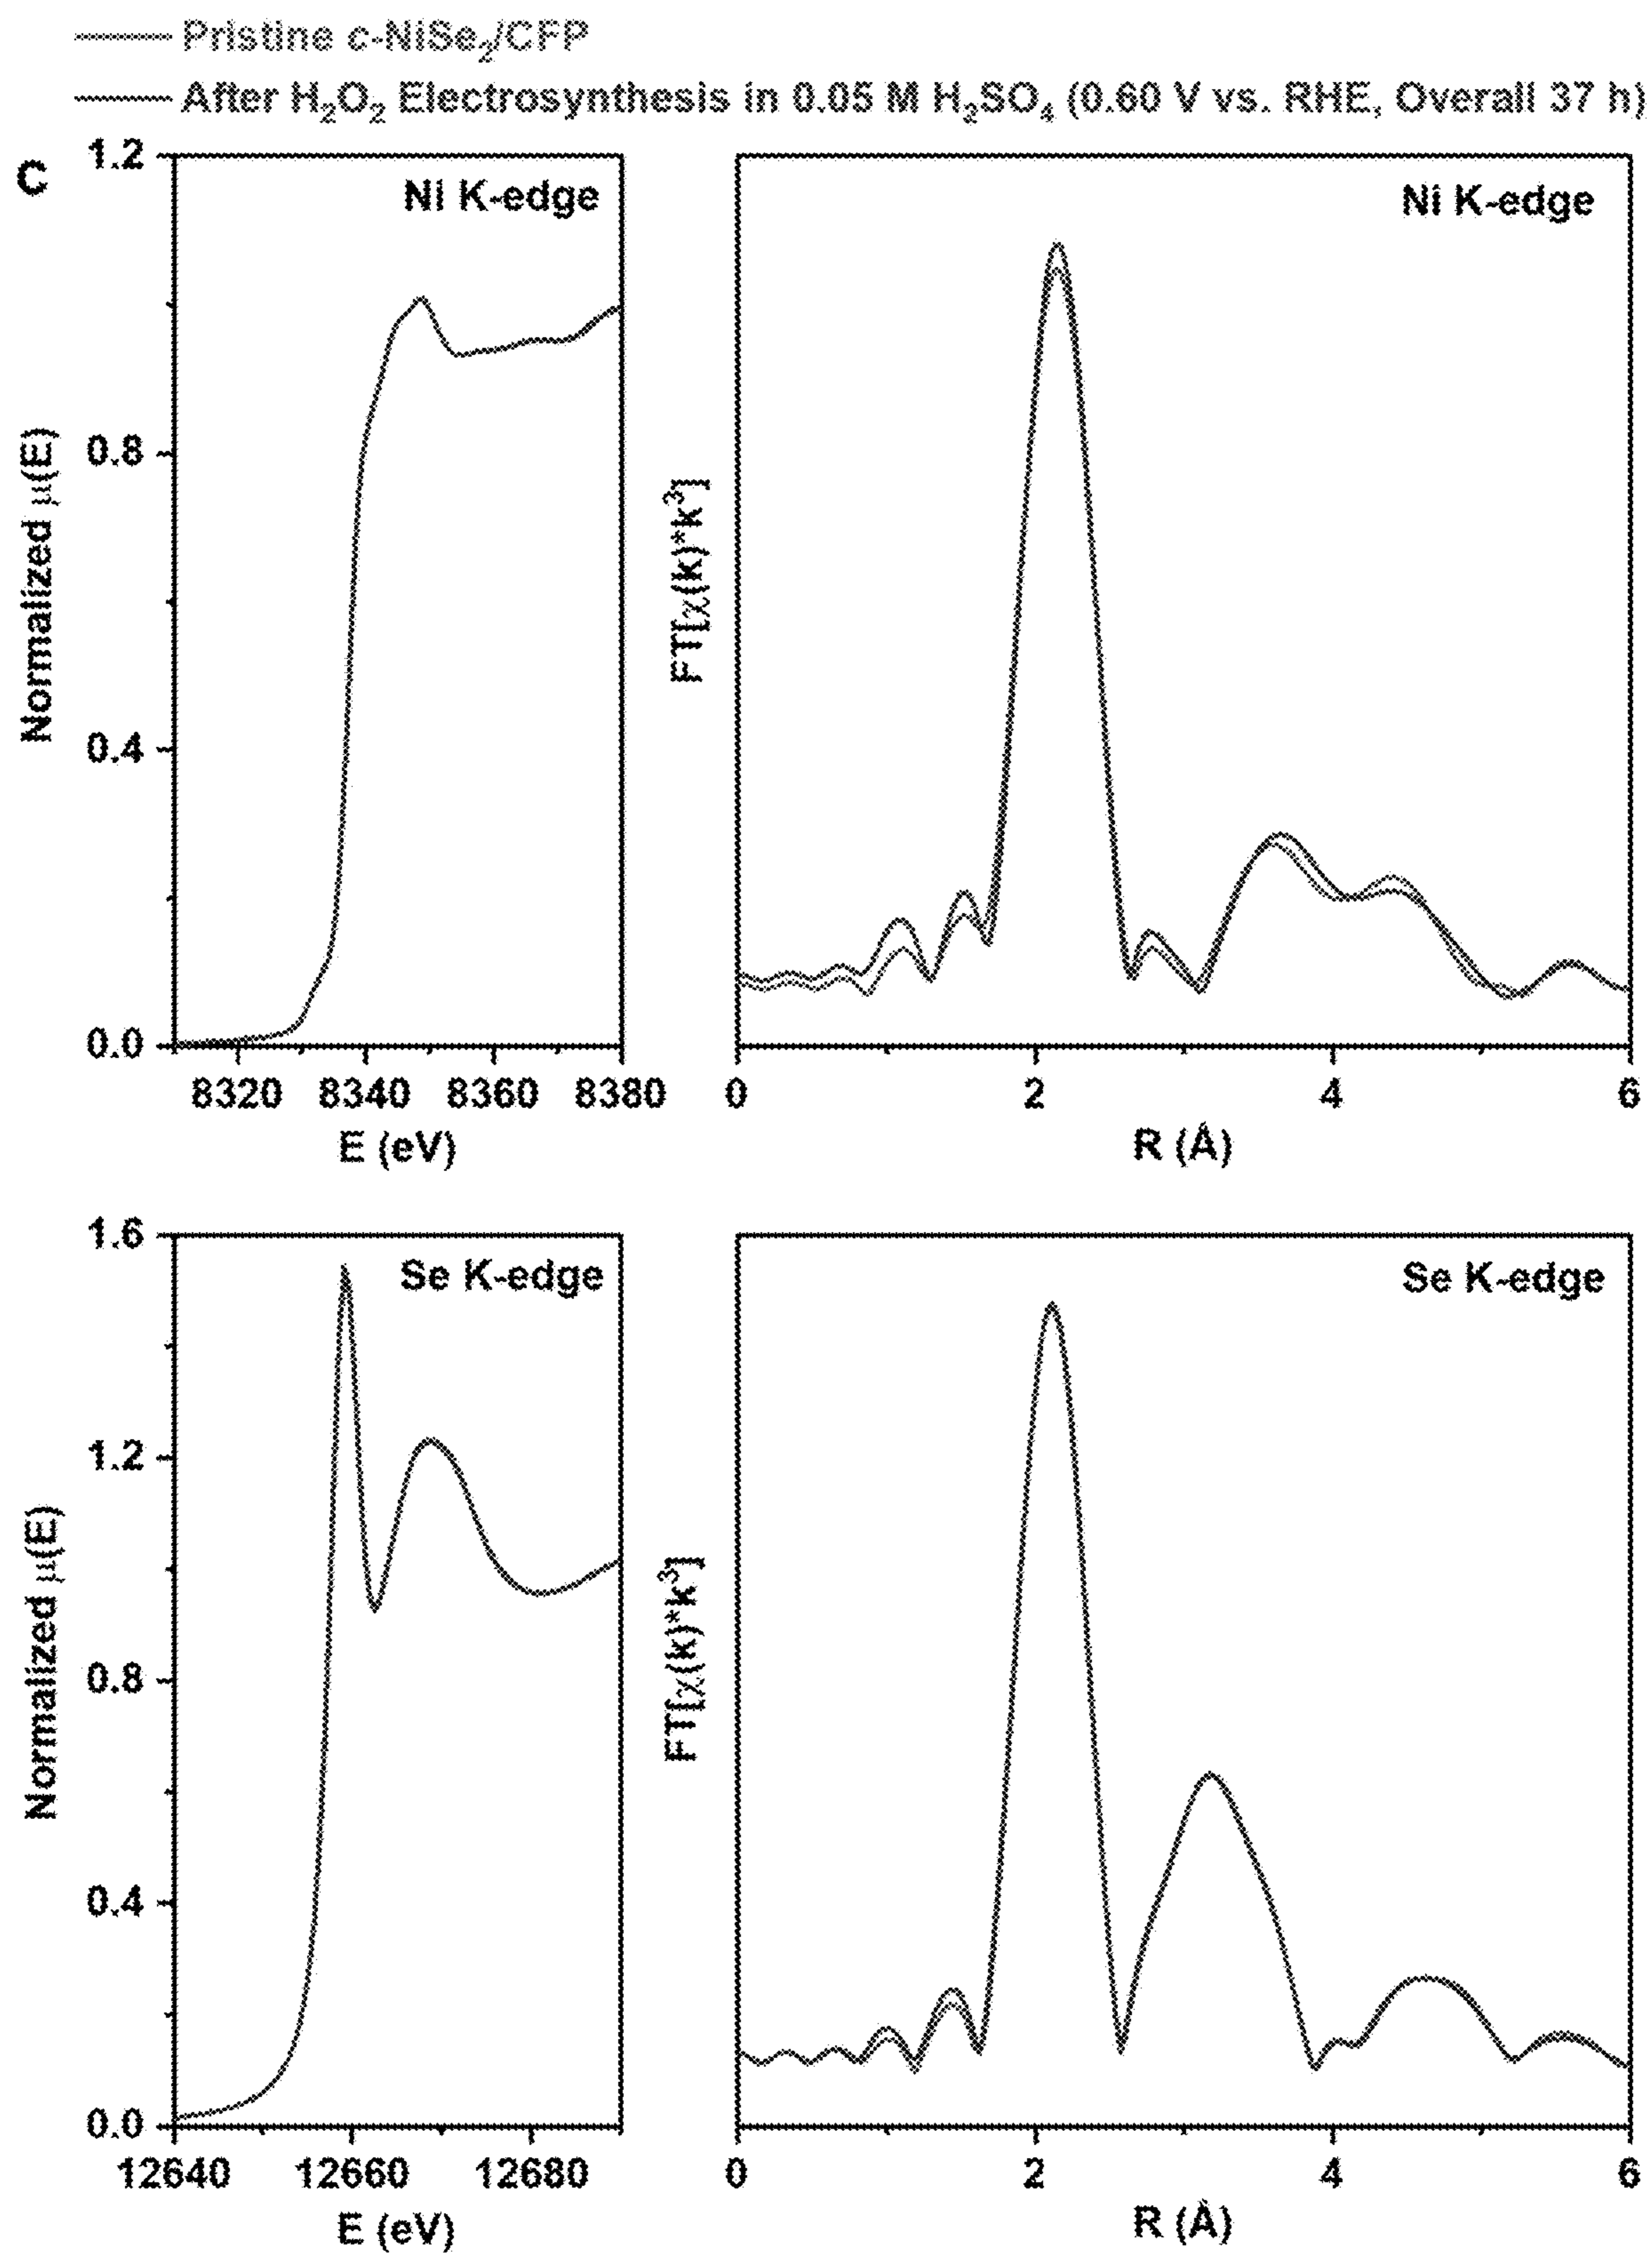 Pristine c-NiSe2/CFP
After H2O2 Electrosynthesis in 0.05 M H2SO4 (0.60 V vs. RHE, Overall 37 h)
C
1.2
0.8
0.4
0.0
Normalized μ(E)
Ni K-edge
8320 8340 8360 8380
E (eV)
FT[χ(k)*k3]
Ni K-edge
0 2 4 6
R (Å)
1.6
1.2
0.8
0.4
0.0
Normalized μ(E)
Se K-edge
12640 12660 12680
E (eV)
FT[χ(k)*k3]
Se K-edge
0 2 4 6
R (Å)